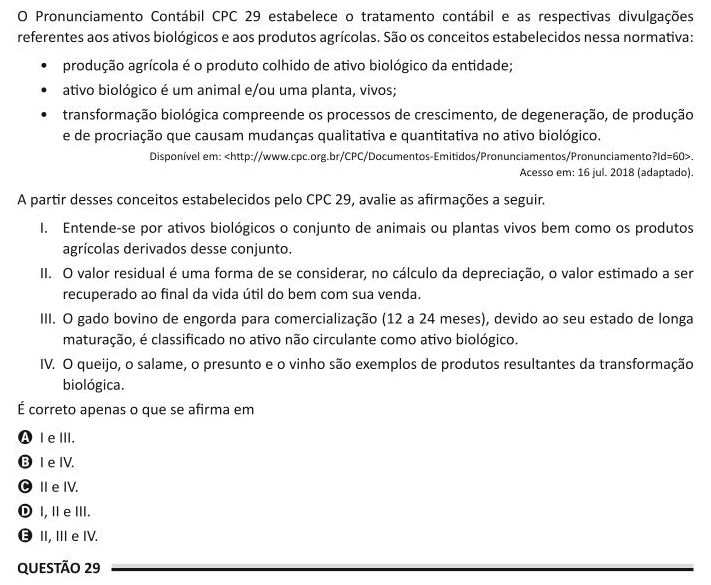 O Pronunciamento Contábil CPC 29 estabelece o tratamento contábil e as respectivas divulgações
referentes aos ativos biológicos e aos produtos agrícolas. São os conceitos estabelecidos nessa normativa:
• produção agrícola é o produto colhido de ativo biológico da entidade;
• ativo biológico é um animal e/ou uma planta, vivos;
• transformação biológica compreende os processos de crescimento, de degeneração, de produção
e de procriação que causam mudanças qualitativa e quantitativa no ativo biológico.
Disponível em: <http://www.cpc.org.br/CPC/Documentos-Emitidos/Pronunciamentos/Pronunciamento?Id=60>.
Acesso em: 16 jul. 2018 (adaptado).
A partir desses conceitos estabelecidos pelo CPC 29, avalie as afirmações a seguir.
I. Entende-se por ativos biológicos o conjunto de animais ou plantas vivos bem como os produtos
agrícolas derivados desse conjunto.
II. O valor residual é uma forma de se considerar, no cálculo da depreciação, o valor estimado a ser
recuperado ao final da vida útil do bem com sua venda.
III. O gado bovino de engorda para comercialização (12 a 24 meses), devido ao seu estado de longa
maturação, é classificado no ativo não circulante como ativo biológico.
IV. O queijo, o salame, o presunto e o vinho são exemplos de produtos resultantes da transformação
biológica.
É correto apenas o que se afirma em
A I e III.
B I e IV.
C II e IV.
D I, II e III.
E II, III e IV.
QUESTÃO 29